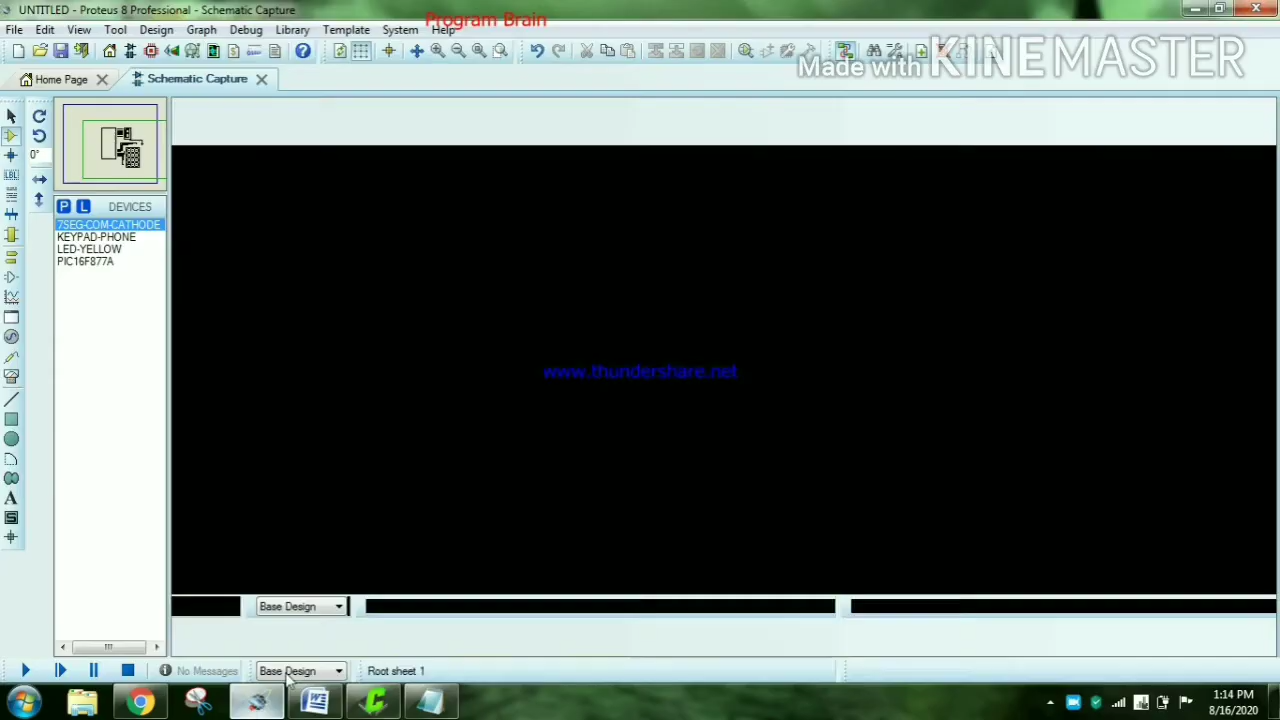 UNTITLED - Proteus 8 Professional - Schematic Capture
Program Brain
File Edit View Tool Design Graph Debug Library Template System Help
Made with KINEMASTER
Home Page
Schematic Capture
0°
LBL
P L DEVICES
7SEG-COM-CATHODE
KEYPAD-PHONE
LED-YELLOW
PIC16F877A
www.thundershare.net
A
S
Base Design
No Messages
Base Design
Root sheet 1
1:14 PM
8/16/2020